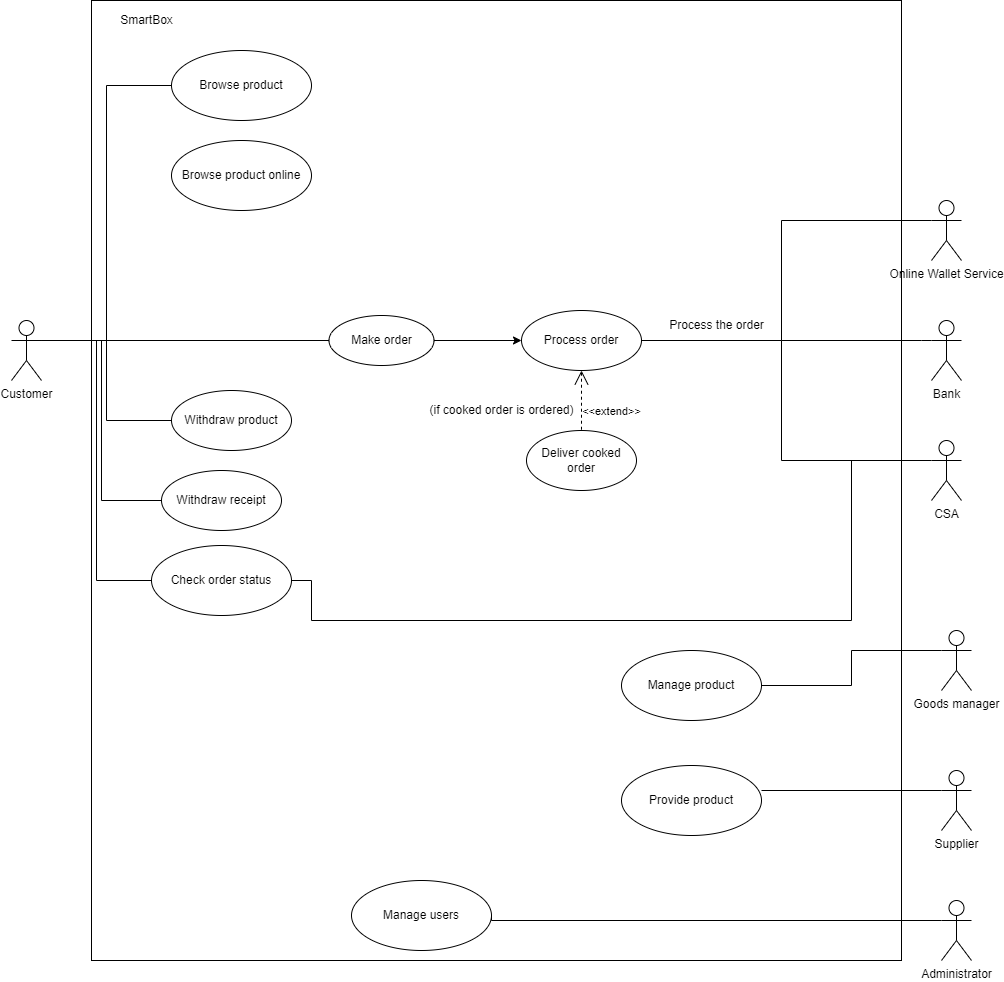 SmartBox
Browse product
Browse product online
Online Wallet Service
Process the order
Make order
Process order
Customer
Bank
(if cooked order is ordered)
<<extend>>
Withdraw product
Deliver cooked
order
Withdraw receipt
CSA
Check order status
Manage product
Goods manager
Provide product
Supplier
Manage users
Administrator